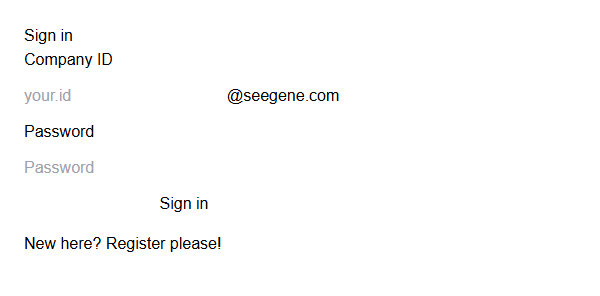 Sign in
Company ID
your.id @seegene.com
Password
Password
Sign in
New here? Register please!